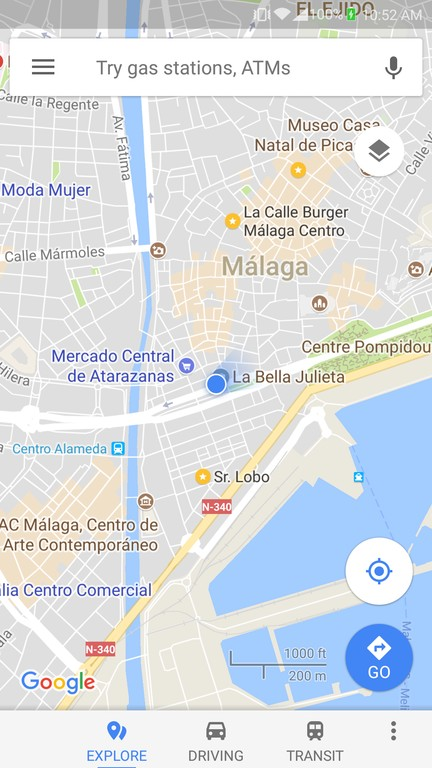 EL EJIDO
100% 10:52 AM
Try gas stations, ATMs
Calle la Regente
Av. Fátima
Museo Casa
Natal de Pica
Calle V
Moda Mujer
La Calle Burger
Málaga Centro
Calle Mármoles
Málaga
A
Centre Pompidou
Mercado Central
de Atarazanas
La Bella Julieta
Hilera
Centro Alameda
Sr. Lobo
N-340
AC Málaga, Centro de
Arte Contemporáneo
lia Centro Comercial
N-340
1000 ft
200 m
GO
Google
EXPLORE
DRIVING
TRANSIT